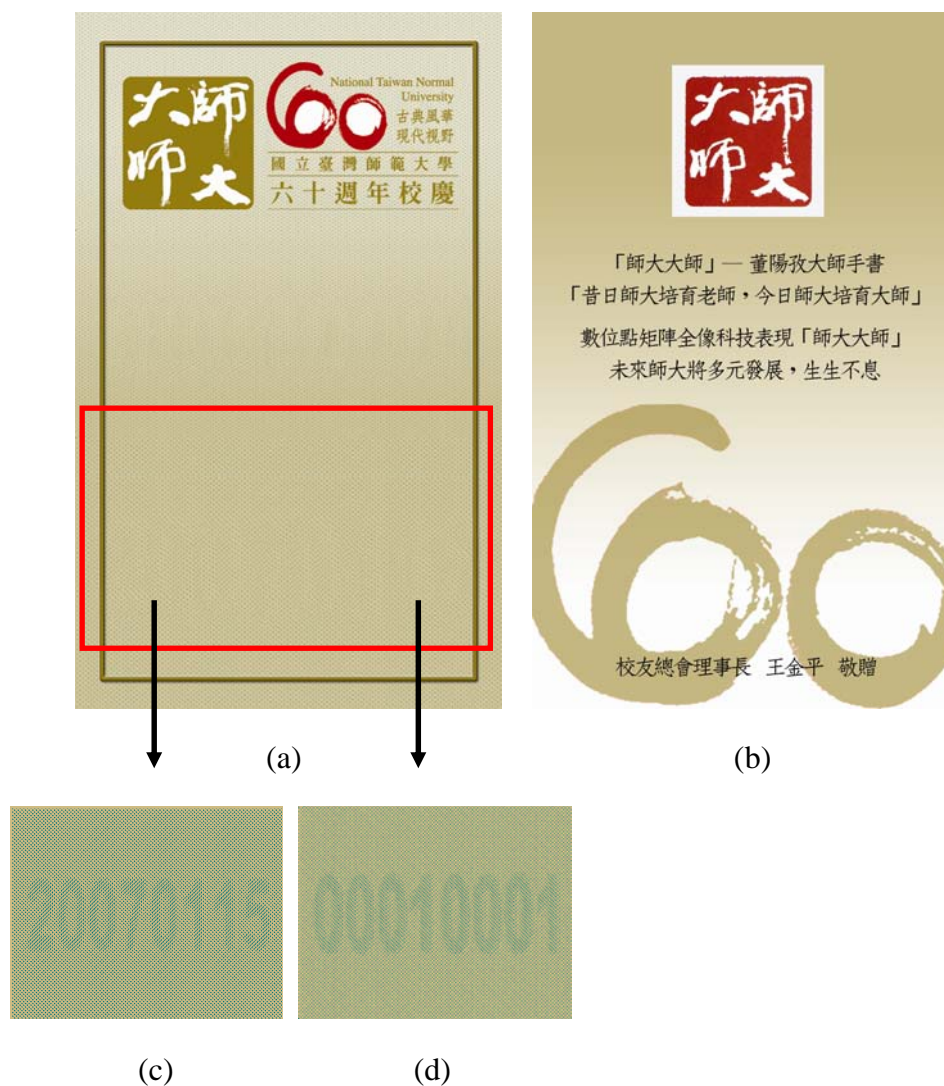 大師
師大
National Taiwan Normal
University
古典風華
現代視野
國立臺灣師範大學
六十週年校慶
(a)
大師
師大
「師大大師」— 董陽孜大師手書
「昔日師大培育老師，今日師大培育大師」
數位點矩陣全像科技表現「師大大師」
未來師大將多元發展，生生不息
60
校友總會理事長 王金平 敬贈
(b)
20070115
(c)
00010001
(d)